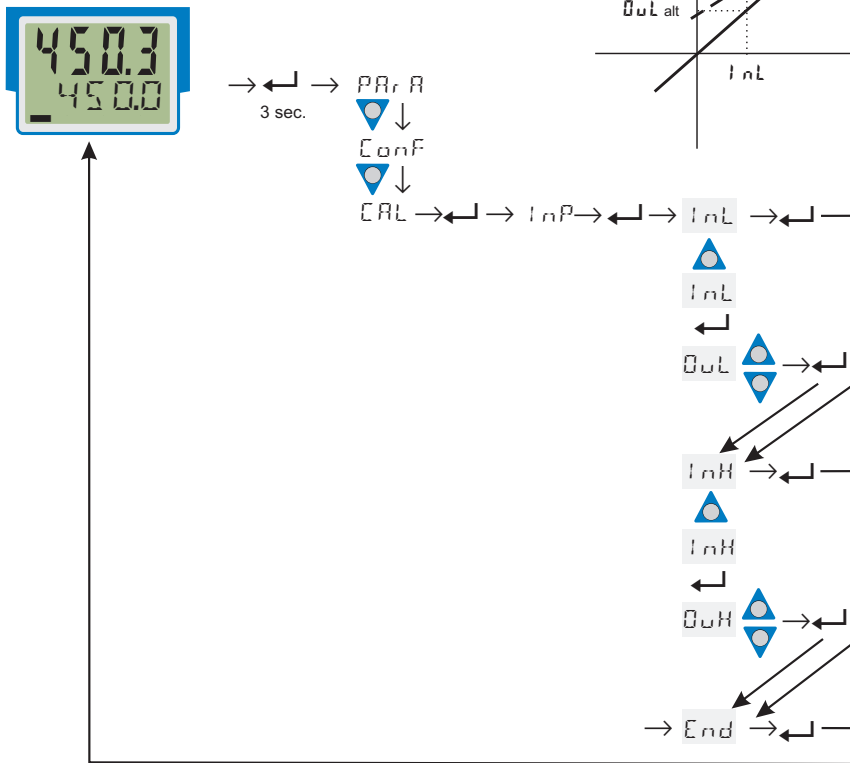 OuL alt
InL
450.3
450.0
PArA
3 sec.
ConF
CAL
InP
InL
InL
OuL
InH
InH
OuH
End